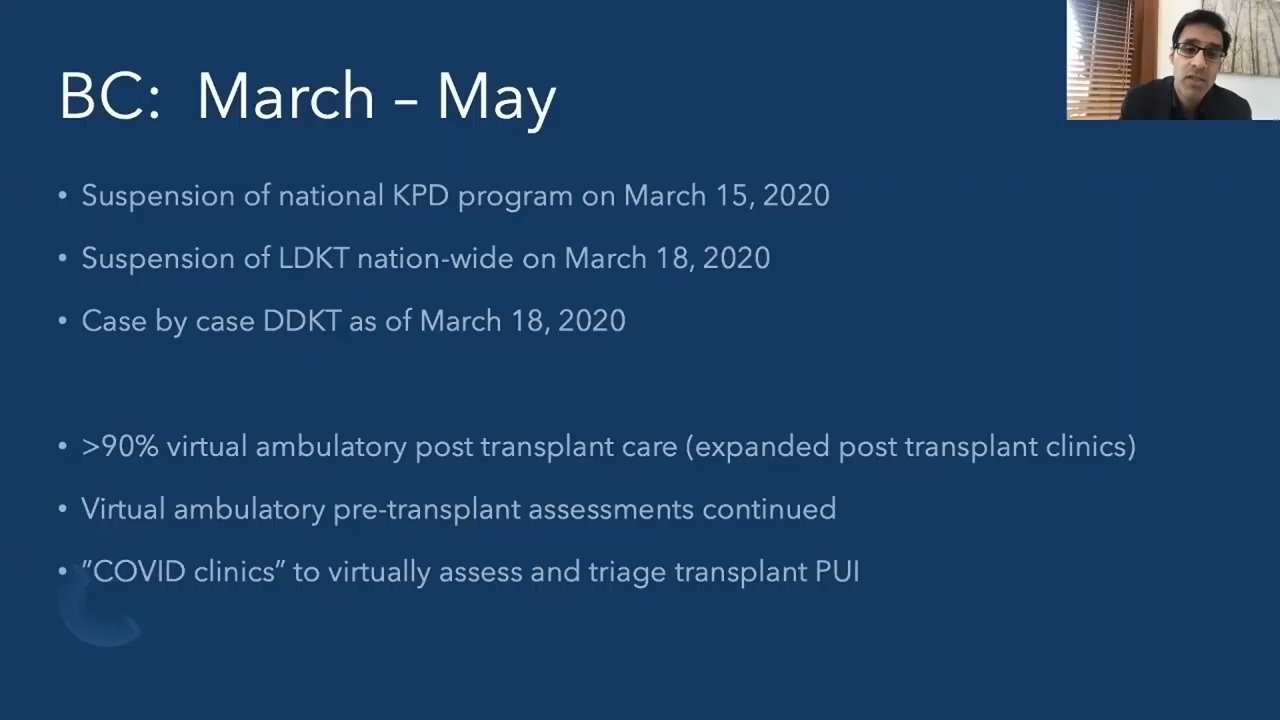 BC: March – May
• Suspension of national KPD program on March 15, 2020
• Suspension of LDKT nation-wide on March 18, 2020
• Case by case DDKT as of March 18, 2020
• >90% virtual ambulatory post transplant care (expanded post transplant clinics)
• Virtual ambulatory pre-transplant assessments continued
• ”COVID clinics” to virtually assess and triage transplant PUI